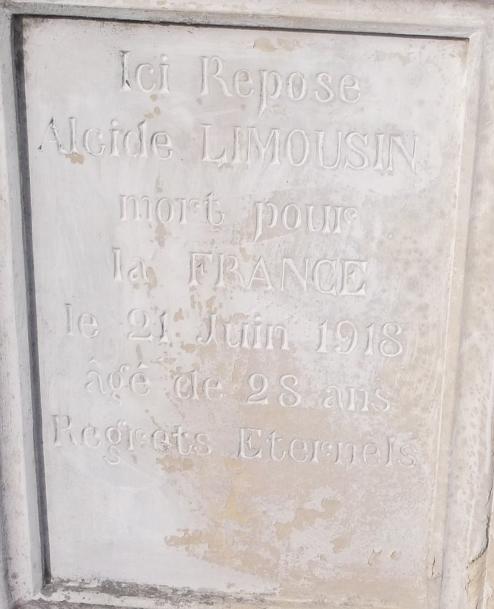 Ici Repose
Alcide LIMOUSIN
mort pour
la FRANCE
le 21 Juin 1918
âgé de 28 ans
Regrets Eternels